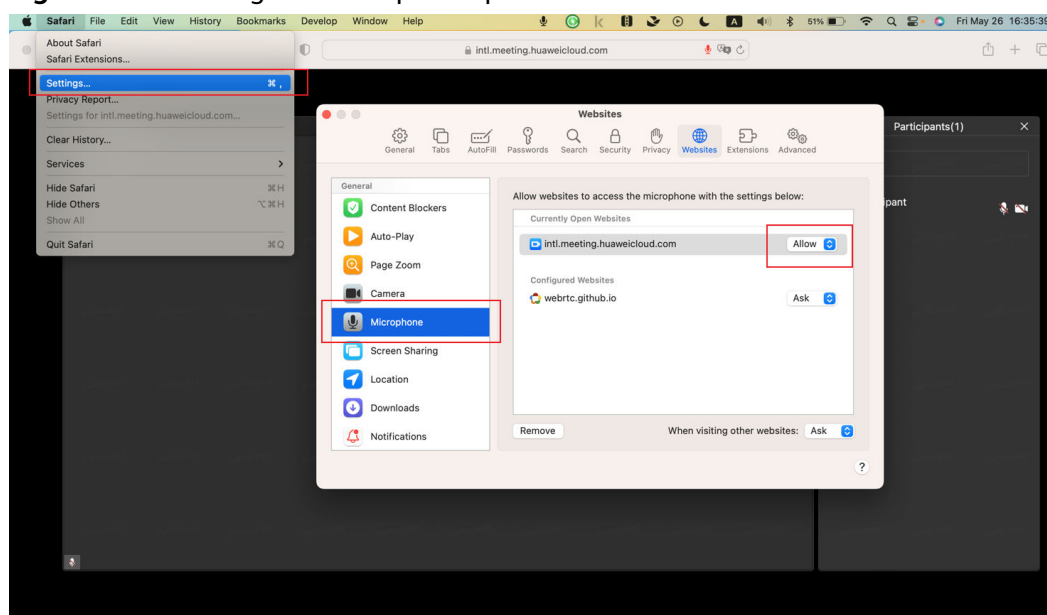 Safari File Edit View History Bookmarks Develop Window Help A 51% Fri May 26 16:35:39
About Safari
Safari Extensions...
Settings... ⌘ ,
Privacy Report...
Settings for intl.meeting.huaweicloud.com...
Clear History...
Services >
Hide Safari ⌘H
Hide Others ⌥⌘H
Show All
Quit Safari ⌘Q
intl.meeting.huaweicloud.com
Websites
General Tabs AutoFill Passwords Search Security Privacy Websites Extensions Advanced
General
Content Blockers
Auto-Play
Page Zoom
Camera
Microphone
Screen Sharing
Location
Downloads
Notifications
Allow websites to access the microphone with the settings below:
Currently Open Websites
intl.meeting.huaweicloud.com Allow
Configured Websites
webrtc.github.io Ask
Remove When visiting other websites: Ask
?
Participants(1) ×
ipant